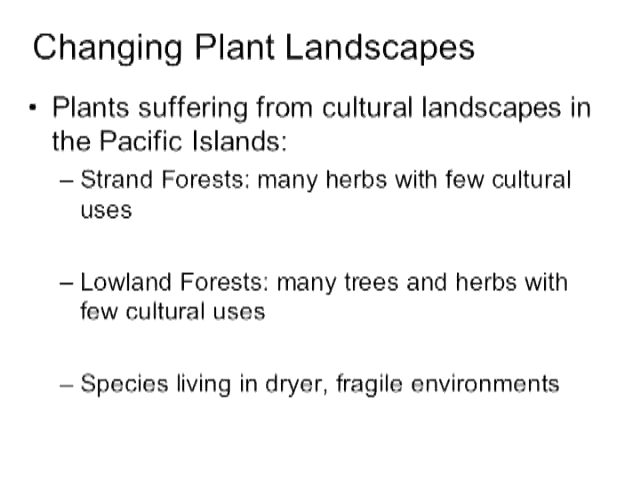 Changing Plant Landscapes
• Plants suffering from cultural landscapes in
the Pacific Islands:
– Strand Forests: many herbs with few cultural
uses
– Lowland Forests: many trees and herbs with
few cultural uses
– Species living in dryer, fragile environments